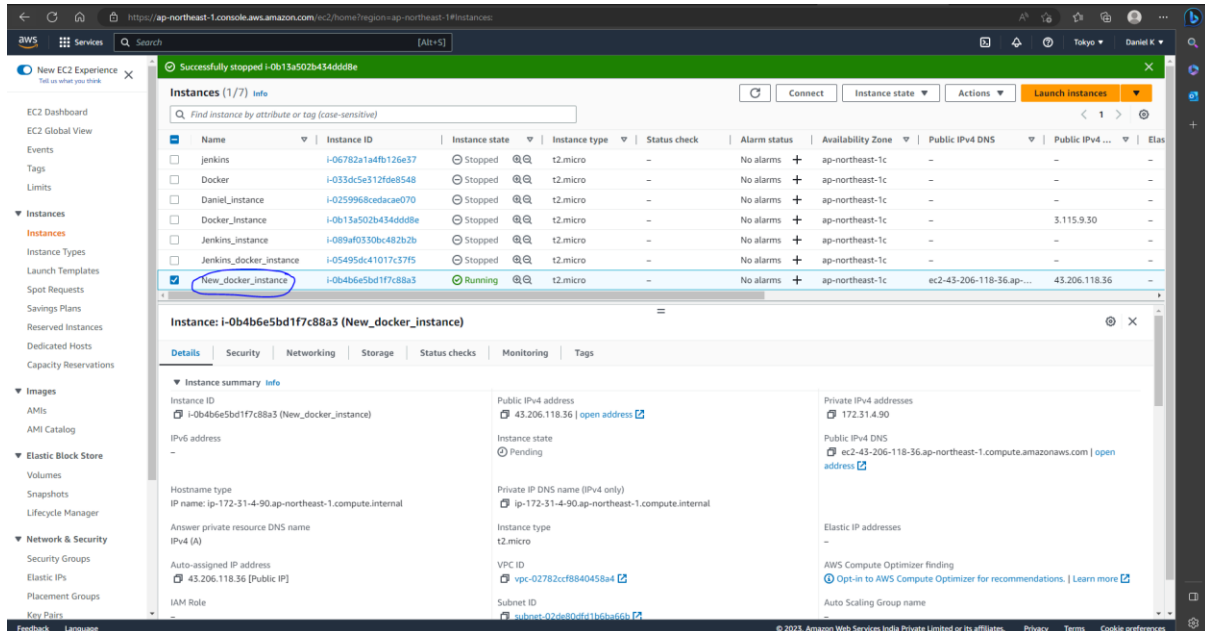 https://ap-northeast-1.console.aws.amazon.com/ec2/home?region=ap-northeast-1#Instances:
aws Services Search [Alt+S] Tokyo ▼ Daniel K ▼
New EC2 Experience
Tell us what you think
EC2 Dashboard
EC2 Global View
Events
Tags
Limits
▼ Instances
Instances
Instance Types
Launch Templates
Spot Requests
Savings Plans
Reserved Instances
Dedicated Hosts
Capacity Reservations
▼ Images
AMIs
AMI Catalog
▼ Elastic Block Store
Volumes
Snapshots
Lifecycle Manager
▼ Network & Security
Security Groups
Elastic IPs
Placement Groups
Key Pairs
Successfully stopped i-0b13a502b434ddd8e
Instances (1/7) Info Connect Instance state ▼ Actions ▼ Launch instances ▼
Find instance by attribute or tag (case-sensitive) 1
Name Instance ID Instance state Instance type Status check Alarm status Availability Zone Public IPv4 DNS Public IPv4 ... Elas
jenkins i-06782a1a4fb126e37 Stopped t2.micro – No alarms + ap-northeast-1c – – –
Docker i-033dc5e312fde8548 Stopped t2.micro – No alarms + ap-northeast-1c – – –
Daniel_instance i-0259968cedacae070 Stopped t2.micro – No alarms + ap-northeast-1c – – –
Docker_Instance i-0b13a502b434ddd8e Stopped t2.micro – No alarms + ap-northeast-1c – 3.115.9.30 –
Jenkins_instance i-089af0330bc482b2b Stopped t2.micro – No alarms + ap-northeast-1c – – –
Jenkins_docker_instance i-05495dc41017c37f5 Stopped t2.micro – No alarms + ap-northeast-1c – – –
New_docker_instance i-0b4b6e5bd1f7c88a3 Running t2.micro – No alarms + ap-northeast-1c ec2-43-206-118-36.ap-... 43.206.118.36 –
Instance: i-0b4b6e5bd1f7c88a3 (New_docker_instance)
Details Security Networking Storage Status checks Monitoring Tags
▼ Instance summary Info
Instance ID Public IPv4 address Private IPv4 addresses
i-0b4b6e5bd1f7c88a3 (New_docker_instance) 43.206.118.36 | open address 172.31.4.90
IPv6 address Instance state Public IPv4 DNS
– Pending ec2-43-206-118-36.ap-northeast-1.compute.amazonaws.com | open
address
Hostname type Private IP DNS name (IPv4 only)
IP name: ip-172-31-4-90.ap-northeast-1.compute.internal ip-172-31-4-90.ap-northeast-1.compute.internal
Answer private resource DNS name Instance type Elastic IP addresses
IPv4 (A) t2.micro –
Auto-assigned IP address VPC ID AWS Compute Optimizer finding
43.206.118.36 [Public IP] vpc-02782ccf8840458a4 Opt-in to AWS Compute Optimizer for recommendations. | Learn more
IAM Role Subnet ID Auto Scaling Group name
– subnet-02de80dfd1b6ba66b –
Feedback Language © 2023, Amazon Web Services India Private Limited or its affiliates. Privacy Terms Cookie preferences